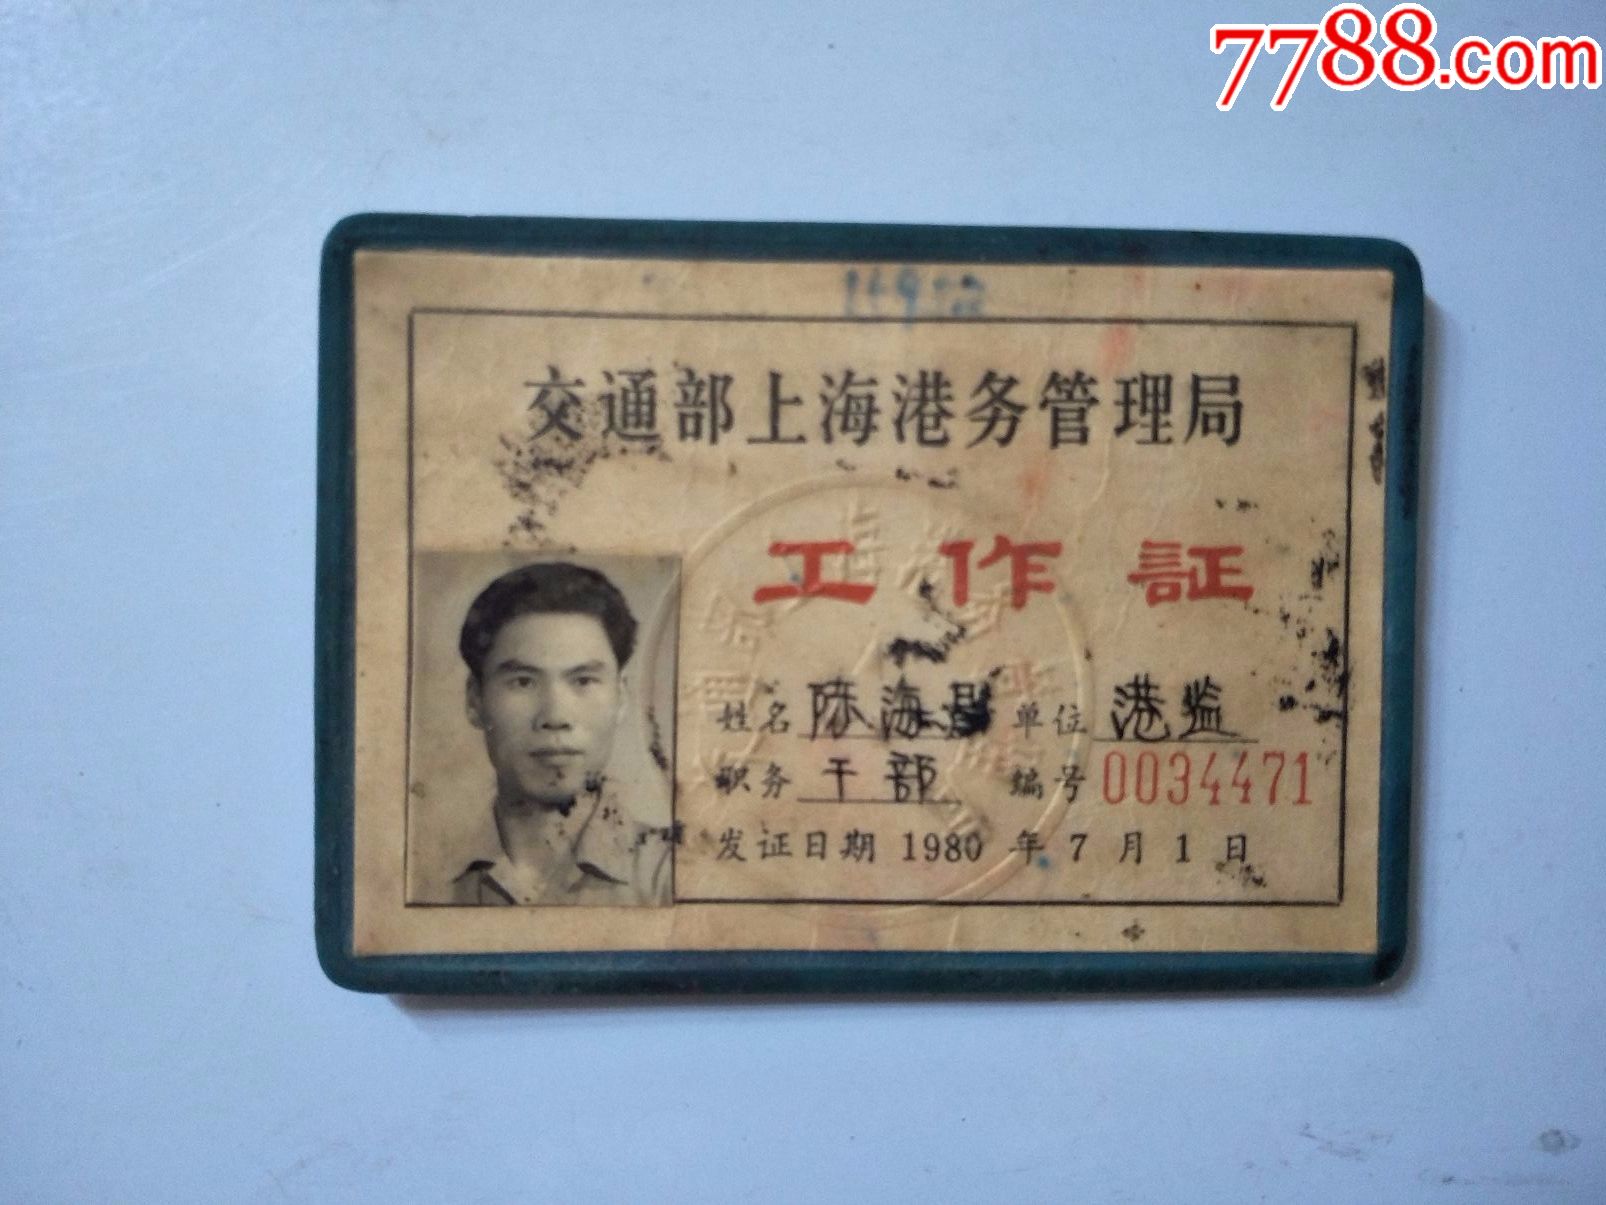 7788.com
交通部上海港务管理局
工作証
姓名 陈海 单位 港监
职务 干部 编号 0034471
发证日期 1980 年 7 月 1 日